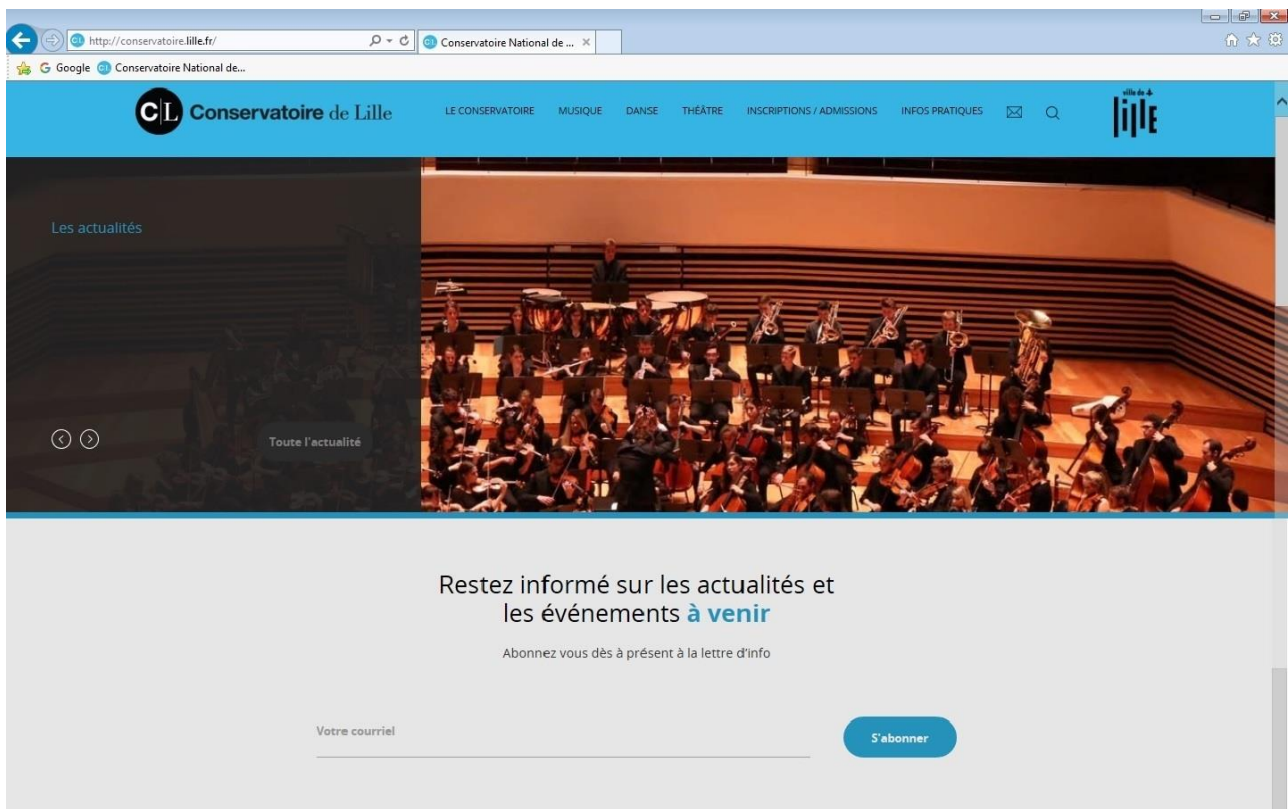 http://conservatoire.lille.fr/
Conservatoire National de ...
Google
Conservatoire National de...
CL
Conservatoire de Lille
LE CONSERVATOIRE
MUSIQUE
DANSE
THÉÂTRE
INSCRIPTIONS / ADMISSIONS
INFOS PRATIQUES
ville de
lille
Les actualités
Toute l'actualité
Restez informé sur les actualités et
les événements à venir
Abonnez vous dès à présent à la lettre d'info
Votre courriel
S'abonner